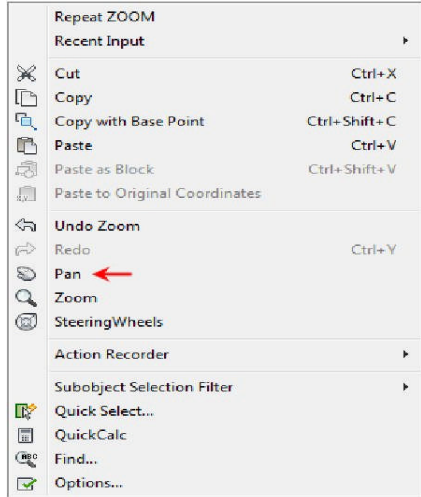 Repeat ZOOM
Recent Input
Cut Ctrl+X
Copy Ctrl+C
Copy with Base Point Ctrl+Shift+C
Paste Ctrl+V
Paste as Block Ctrl+Shift+V
Paste to Original Coordinates
Undo Zoom
Redo Ctrl+Y
Pan
Zoom
SteeringWheels
Action Recorder
Subobject Selection Filter
Quick Select...
QuickCalc
ABC Find...
Options...